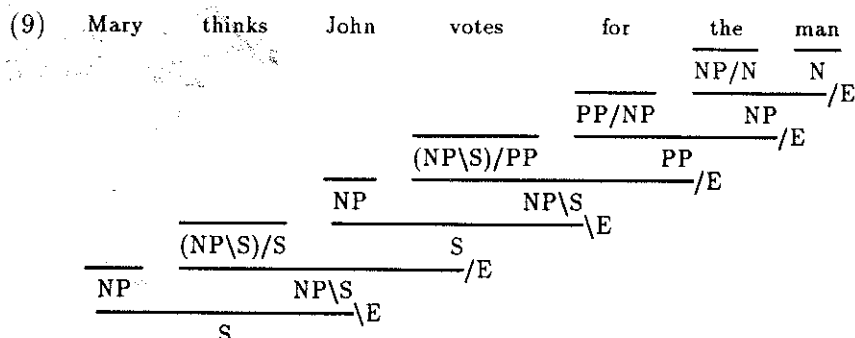 (9) Mary thinks John votes for the man
NP/N N
/E
PP/NP NP
/E
(NP\S)/PP PP
/E
NP NP\S
\E
(NP\S)/S S
/E
NP NP\S
\E
S